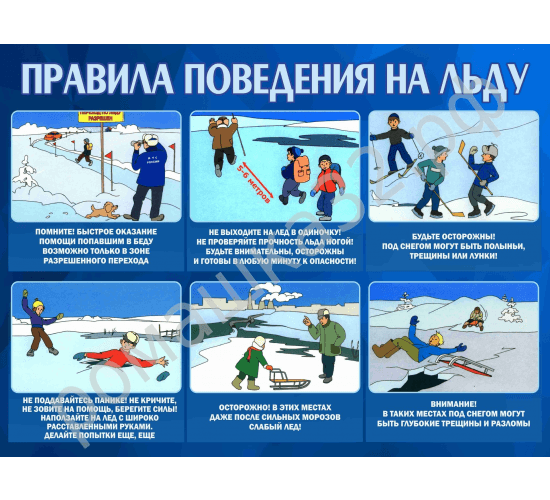 ПРАВИЛА ПОВЕДЕНИЯ НА ЛЬДУ
ПЕРЕХОД ПО ЛЬДУ
РАЗРЕШЕН
5-6 метров
ПОМНИТЕ! БЫСТРОЕ ОКАЗАНИЕ
ПОМОЩИ ПОПАВШИМ В БЕДУ
ВОЗМОЖНО ТОЛЬКО В ЗОНЕ
РАЗРЕШЕННОГО ПЕРЕХОДА
НЕ ВЫХОДИТЕ НА ЛЕД В ОДИНОЧКУ!
НЕ ПРОВЕРЯЙТЕ ПРОЧНОСТЬ ЛЬДА НОГОЙ!
БУДЬТЕ ВНИМАТЕЛЬНЫ, ОСТОРОЖНЫ
И ГОТОВЫ В ЛЮБУЮ МИНУТУ К ОПАСНОСТИ!
БУДЬТЕ ОСТОРОЖНЫ!
ПОД СНЕГОМ МОГУТ БЫТЬ ПОЛЫНЬИ,
ТРЕЩИНЫ ИЛИ ЛУНКИ!
НЕ ПОДДАВАЙТЕСЬ ПАНИКЕ! НЕ КРИЧИТЕ,
НЕ ЗОВИТЕ НА ПОМОЩЬ, БЕРЕГИТЕ СИЛЫ!
НАПОЛЗАЙТЕ НА ЛЕД С ШИРОКО
РАССТАВЛЕННЫМИ РУКАМИ.
ДЕЛАЙТЕ ПОПЫТКИ ЕЩЕ, ЕЩЕ
ОСТОРОЖНО! В ЭТИХ МЕСТАХ
ДАЖЕ ПОСЛЕ СИЛЬНЫХ МОРОЗОВ
СЛАБЫЙ ЛЕД!
ВНИМАНИЕ!
В ТАКИХ МЕСТАХ ПОД СНЕГОМ МОГУТ
БЫТЬ ГЛУБОКИЕ ТРЕЩИНЫ И РАЗЛОМЫ
ромашка32.рф